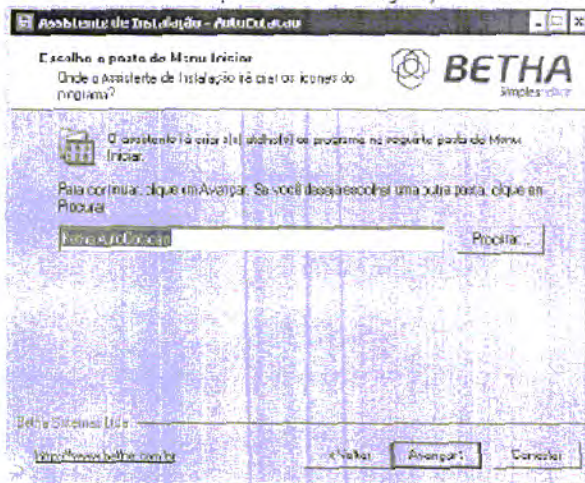 Assistente de Instalação - AutoCotacao
Escolha a pasta do Menu Iniciar
Onde o Assistente de Instalação irá criar os ícones do
programa?
BETHA
Simples
O assistente irá criar o(s) atalho(s) do programa na seguinte pasta do Menu
Iniciar.
Para continuar, clique em Avançar. Se você deseja escolher uma outra pasta, clique em
Procurar.
Betha AutoCotacao
Procurar...
Betha Sistemas Ltda
http://www.betha.com.br
< Voltar
Avançar >
Cancelar